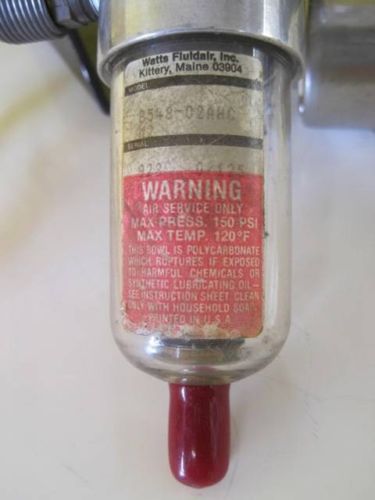 Watts Fluidair, Inc.
Kittery, Maine 03904
MODEL
SERIAL
WARNING
AIR SERVICE ONLY
MAX PRESS. 150 PSI
MAX TEMP. 120°F
THIS BOWL IS POLYCARBONATE
WHICH RUPTURES IF EXPOSED
TO HARMFUL CHEMICALS OR
SYNTHETIC LUBRICATING OIL—
SEE INSTRUCTION SHEET. CLEAN
ONLY WITH HOUSEHOLD SOAP
PRINTED IN U.S.A.